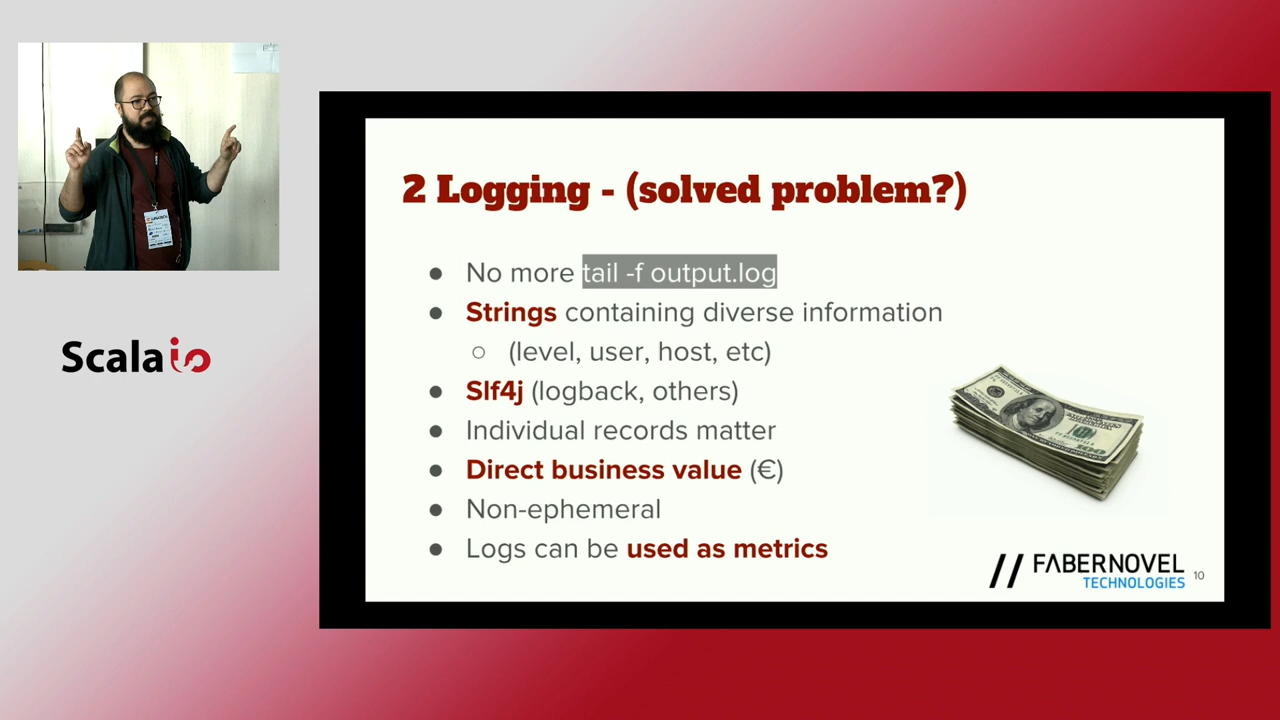 2 Logging - (solved problem?)
● No more tail -f output.log
● Strings containing diverse information
○ (level, user, host, etc)
● Slf4j (logback, others)
● Individual records matter
● Direct business value (€)
● Non-ephemeral
● Logs can be used as metrics
Scala io
// FABERNOVEL
TECHNOLOGIES
10